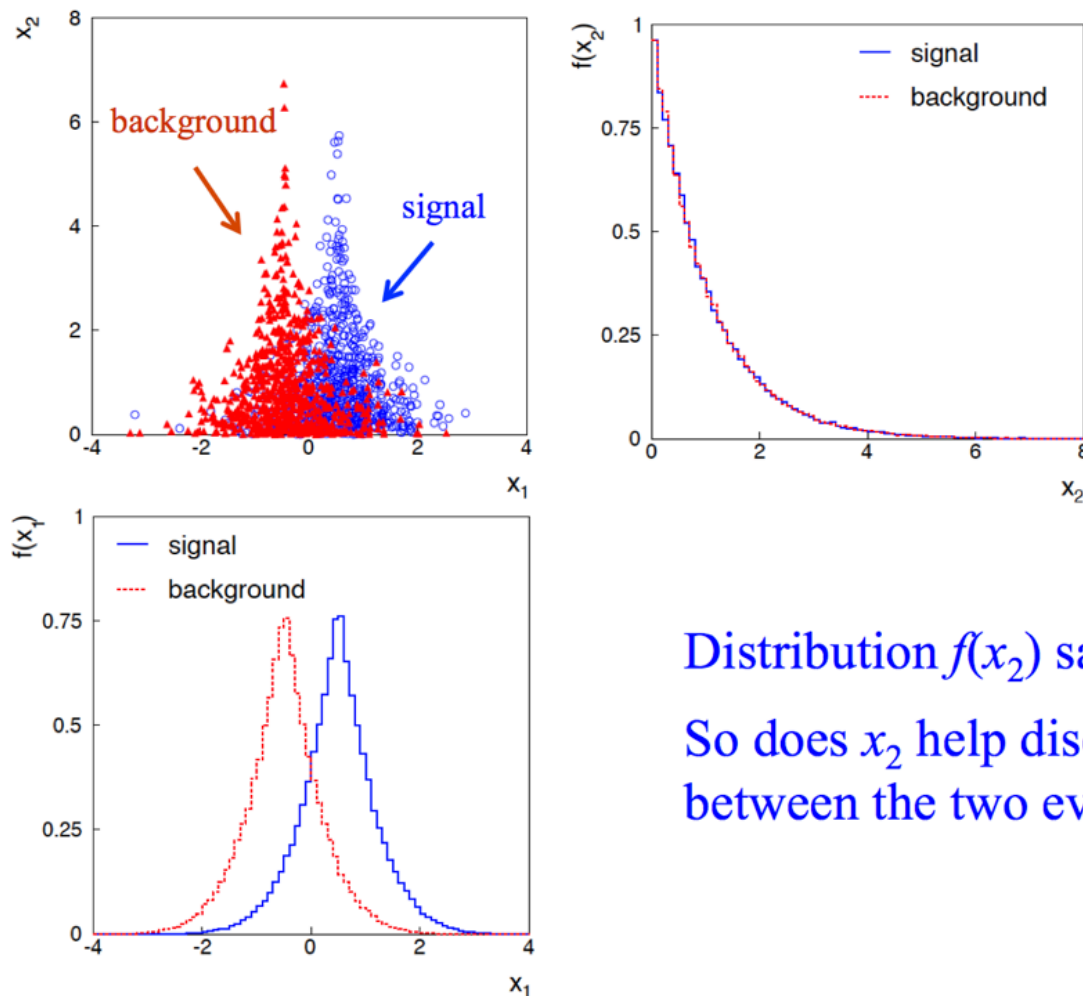 x2
8
6
4
2
0
background
signal
-4
-2
0
2
4
x1
f(x2)
1
0.75
0.5
0.25
0
signal
background
0
2
4
6
8
x2
f(x1)
1
0.75
0.5
0.25
0
signal
background
-4
-2
0
2
4
x1
Distribution f(x2)
So does x2 help
between the two